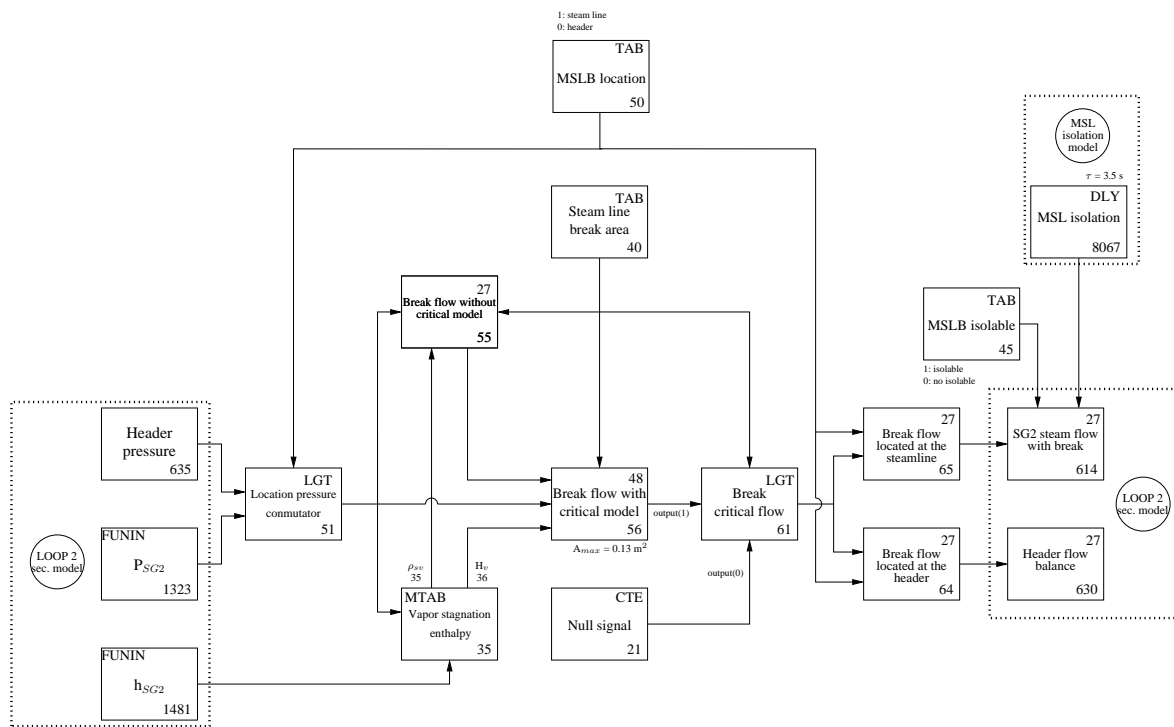 1: steam line
0: header
TAB
MSLB location
50
MSL
isolation
model
τ = 3.5 s
DLY
MSL isolation
8067
TAB
Steam line
break area
40
27
Break flow without
critical model
55
TAB
MSLB isolable
45
1: isolable
0: no isolable
Header
pressure
635
LGT
Location pressure
conmutator
51
48
Break flow with
critical model
56
A_max = 0.13 m²
output(1)
LGT
Break
critical flow
61
27
Break flow
located at the
steamline
65
27
SG2 steam flow
with break
614
LOOP 2
sec. model
FUNIN
P_SG2
1323
LOOP 2
sec. model
ρ_sv
35
H_v
36
output(0)
27
Break flow
located at the
header
64
27
Header flow
balance
630
MTAB
Vapor stagnation
enthalpy
35
CTE
Null signal
21
FUNIN
h_SG2
1481